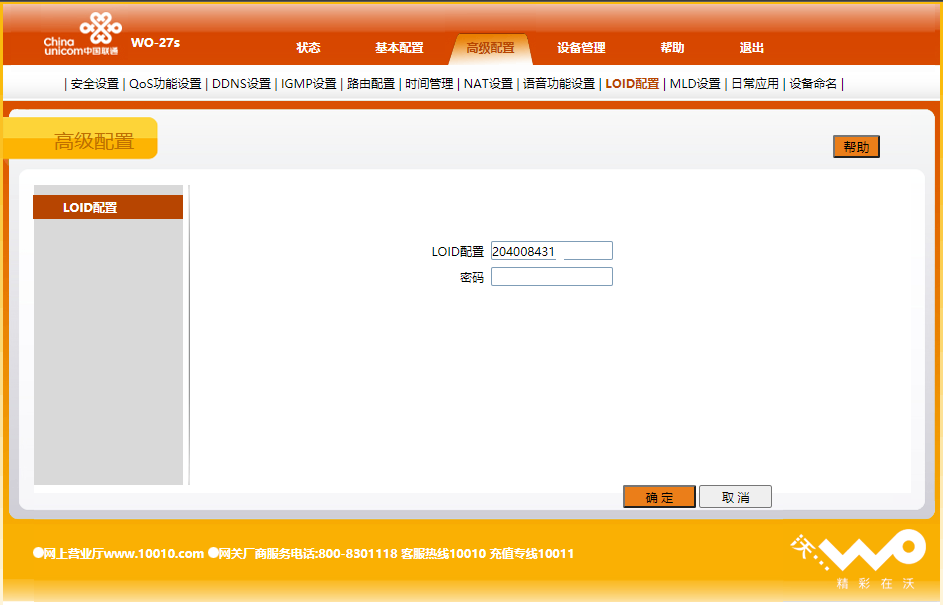 China unicom中国联通 WO-27s 状态 基本配置 高级配置 设备管理 帮助 退出
| 安全设置 | QoS功能设置 | DDNS设置 | IGMP设置 | 路由配置 | 时间管理 | NAT设置 | 语音功能设置 | LOID配置 | MLD设置 | 日常应用 | 设备命名 |
高级配置
帮助
LOID配置
LOID配置 204008431
密码
确 定 取 消
●网上营业厅www.10010.com ●网关厂商服务电话:800-8301118 客服热线10010 充值专线10011
沃... WO
精彩在沃